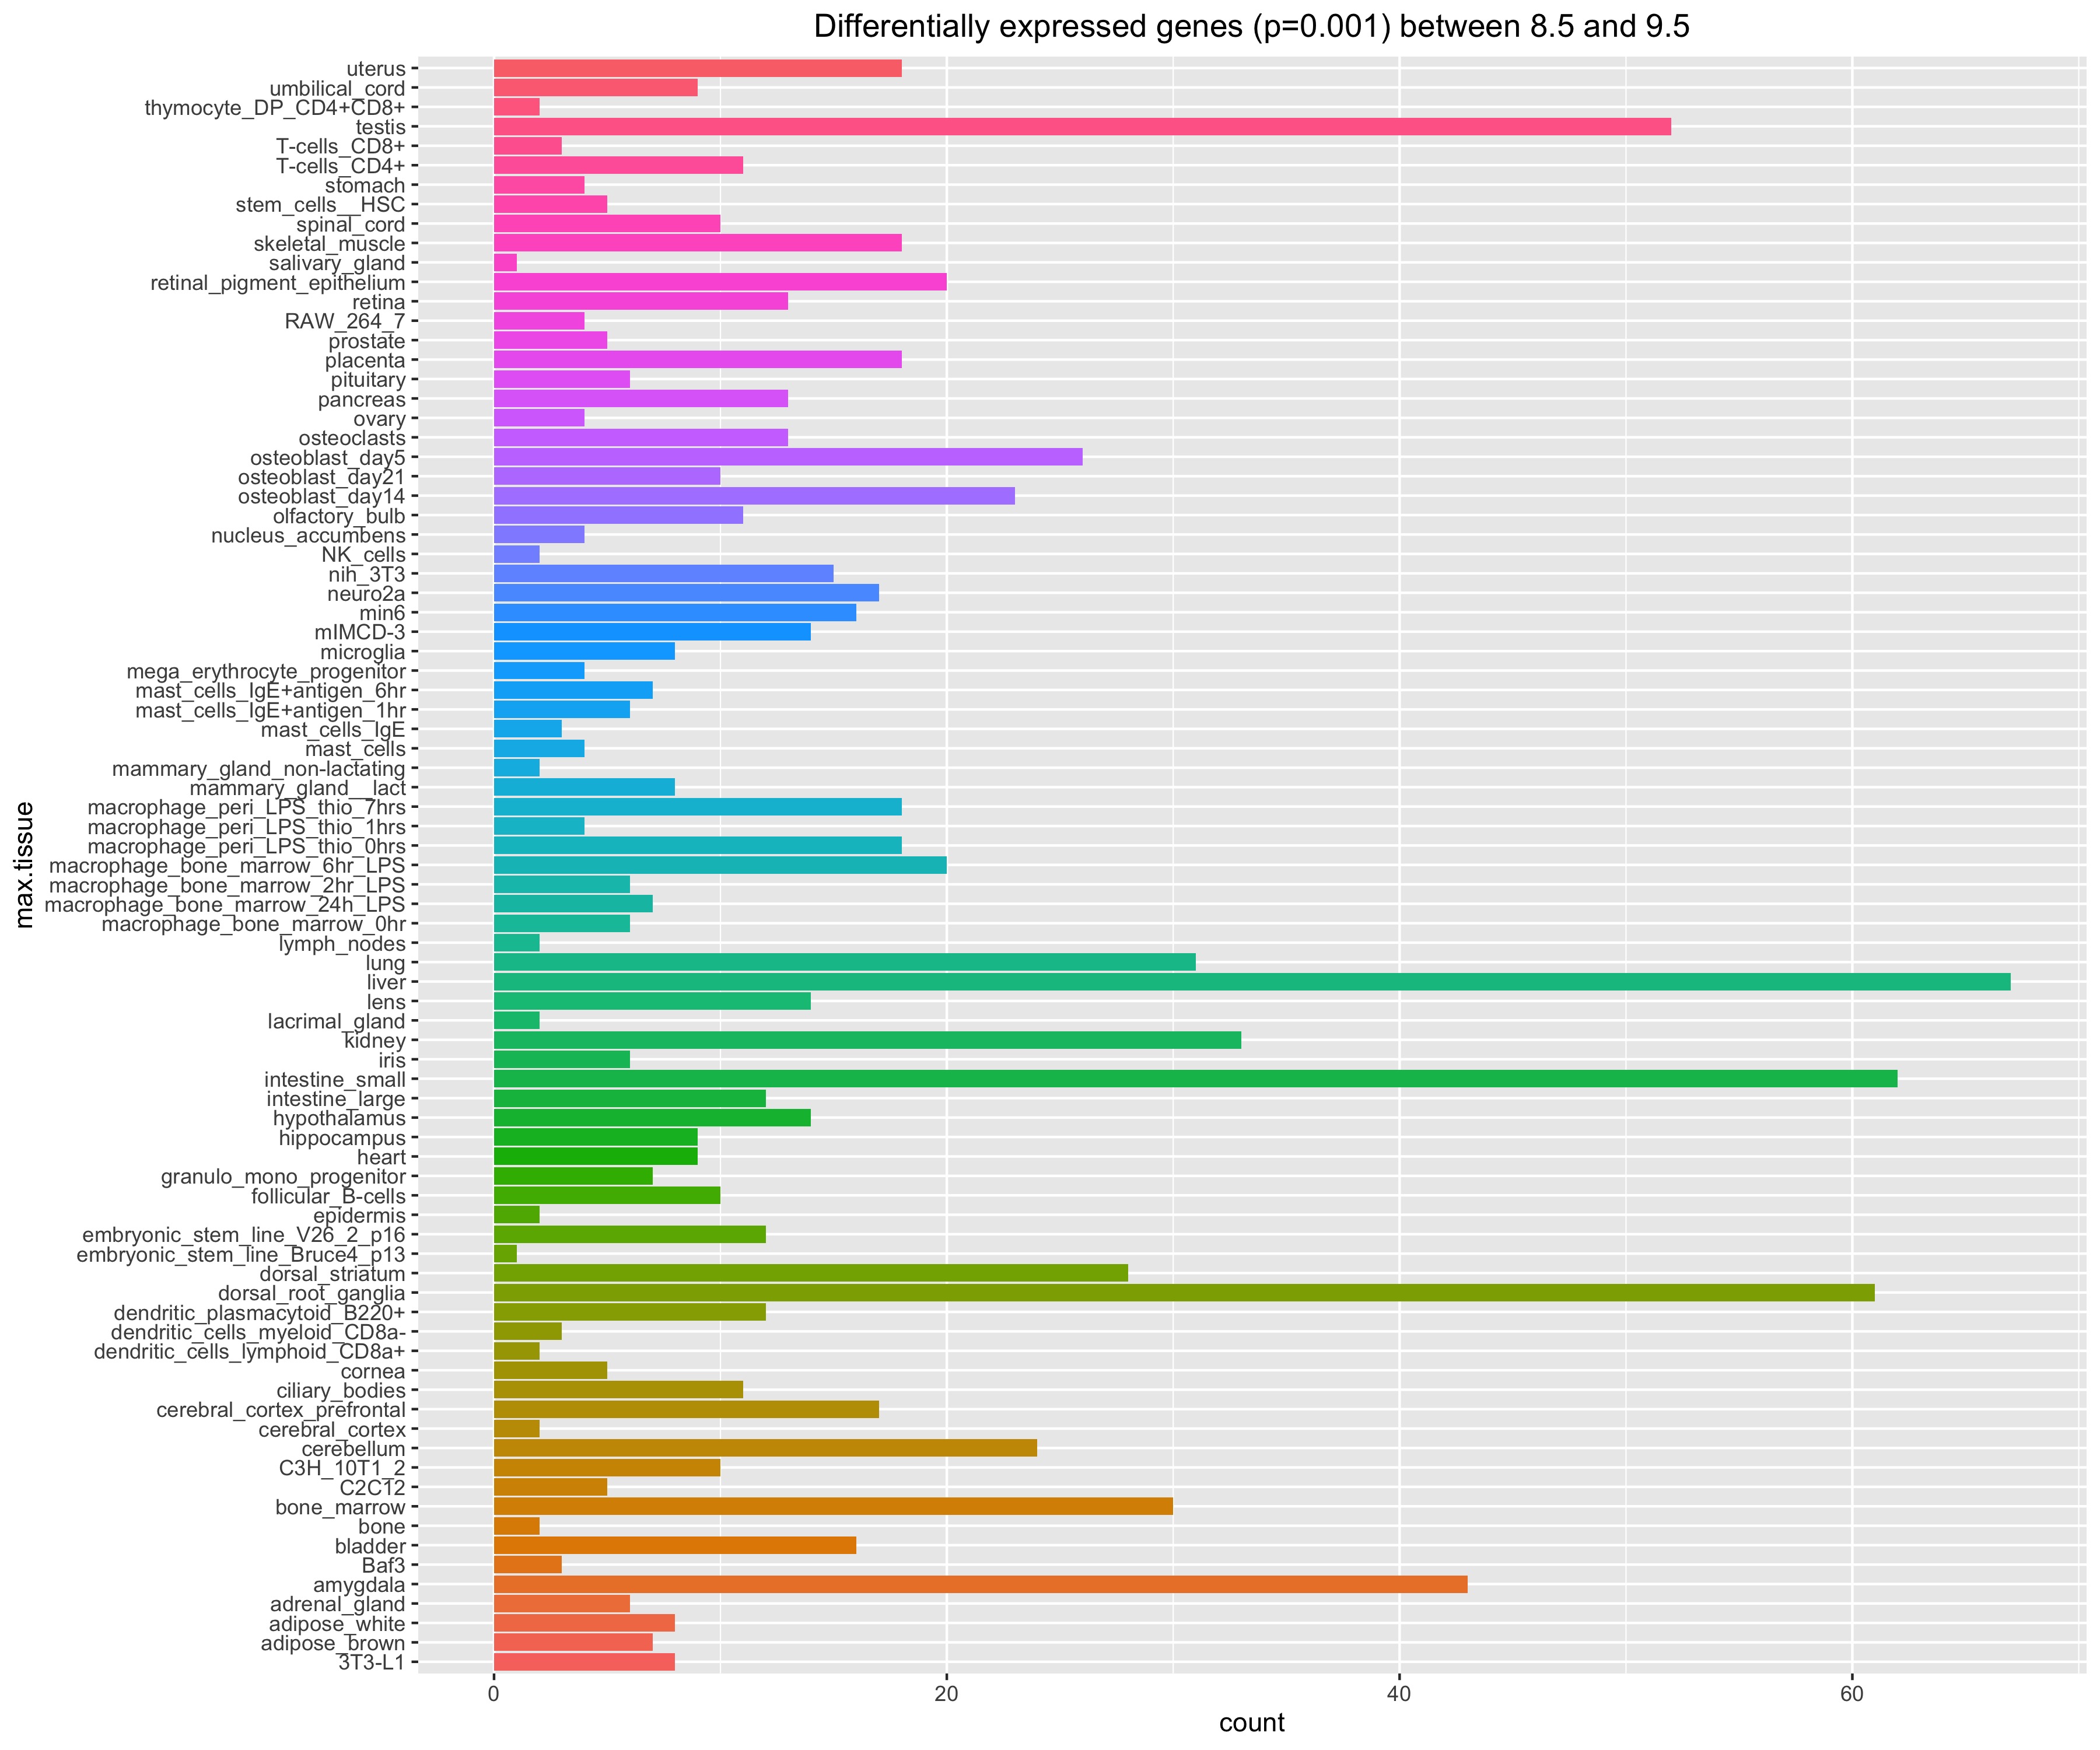 Differentially expressed genes (p=0.001) between 8.5 and 9.5
uterus
umbilical_cord
thymocyte_DP_CD4+CD8+
testis
T-cells_CD8+
T-cells_CD4+
stomach
stem_cells__HSC
spinal_cord
skeletal_muscle
salivary_gland
retinal_pigment_epithelium
retina
RAW_264_7
prostate
placenta
pituitary
pancreas
ovary
osteoclasts
osteoblast_day5
osteoblast_day21
osteoblast_day14
olfactory_bulb
nucleus_accumbens
NK_cells
nih_3T3
neuro2a
min6
mIMCD-3
microglia
mega_erythrocyte_progenitor
mast_cells_IgE+antigen_6hr
mast_cells_IgE+antigen_1hr
mast_cells_IgE
mast_cells
mammary_gland_non-lactating
mammary_gland__lact
macrophage_peri_LPS_thio_7hrs
macrophage_peri_LPS_thio_1hrs
macrophage_peri_LPS_thio_0hrs
macrophage_bone_marrow_6hr_LPS
macrophage_bone_marrow_2hr_LPS
macrophage_bone_marrow_24h_LPS
macrophage_bone_marrow_0hr
lymph_nodes
lung
liver
lens
lacrimal_gland
kidney
iris
intestine_small
intestine_large
hypothalamus
hippocampus
heart
granulo_mono_progenitor
follicular_B-cells
epidermis
embryonic_stem_line_V26_2_p16
embryonic_stem_line_Bruce4_p13
dorsal_striatum
dorsal_root_ganglia
dendritic_plasmacytoid_B220+
dendritic_cells_myeloid_CD8a-
dendritic_cells_lymphoid_CD8a+
cornea
ciliary_bodies
cerebral_cortex_prefrontal
cerebral_cortex
cerebellum
C3H_10T1_2
C2C12
bone_marrow
bone
bladder
Baf3
amygdala
adrenal_gland
adipose_white
adipose_brown
3T3-L1
max.tissue
0 20 40 60
count